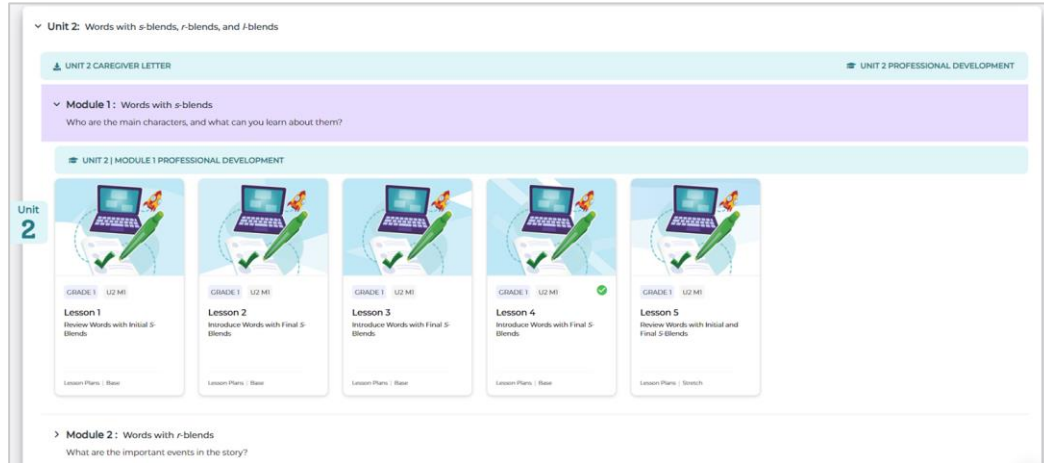 Unit 2: Words with s-blends, r-blends, and l-blends
UNIT 2 CAREGIVER LETTER
UNIT 2 PROFESSIONAL DEVELOPMENT
Module 1: Words with s-blends
Who are the main characters, and what can you learn about them?
UNIT 2 | MODULE 1 PROFESSIONAL DEVELOPMENT
Unit
2
GRADE 1 U2 M1
Lesson 1
Review Words with Initial S-
Blends
Lesson Plans | Base
GRADE 1 U2 M1
Lesson 2
Introduce Words with Final S-
Blends
Lesson Plans | Base
GRADE 1 U2 M1
Lesson 3
Introduce Words with Final S-
Blends
Lesson Plans | Base
GRADE 1 U2 M1
Lesson 4
Introduce Words with Final S-
Blends
Lesson Plans | Base
GRADE 1 U2 M1
Lesson 5
Review Words with Initial and
Final S-Blends
Lesson Plans | Stretch
Module 2: Words with r-blends
What are the important events in the story?